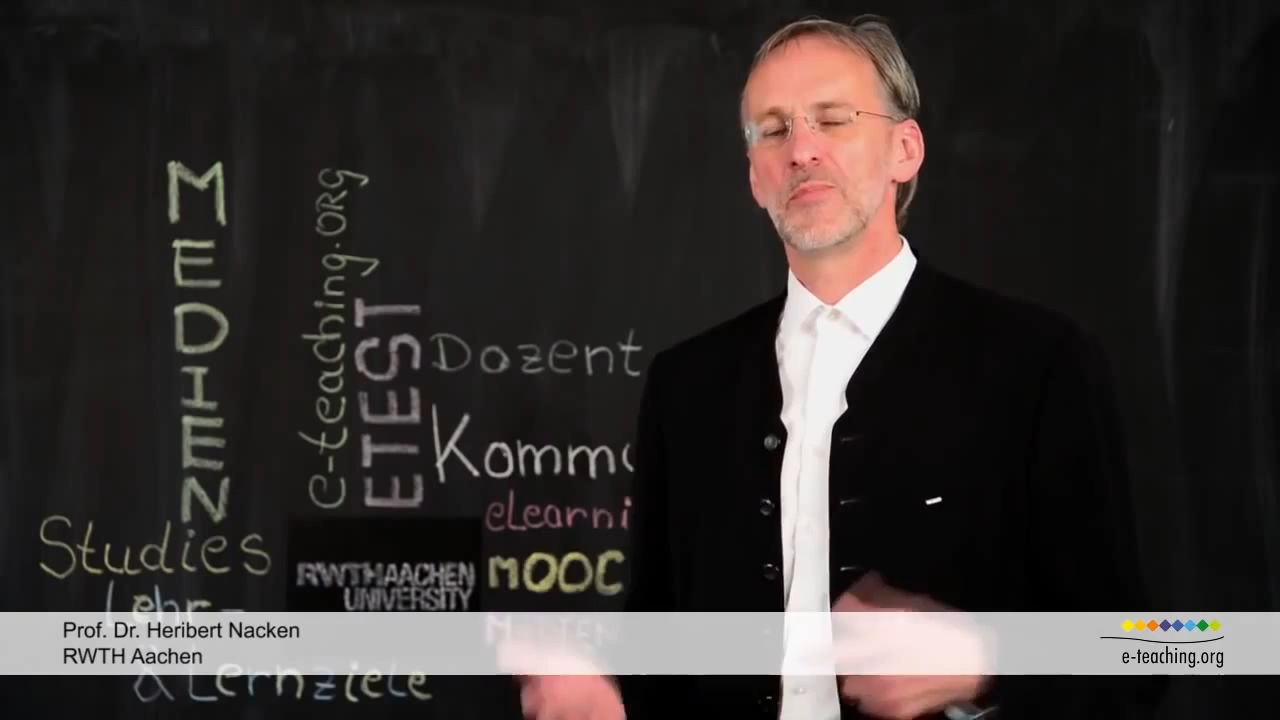 MEDIEN
e-teaching.ORG
ETEST
Dozent
Komm
eLearni
MOOC
Studies
RWTHAACHEN
UNIVERSITY
Lehr-
& Lernziele
Prof. Dr. Heribert Nacken
RWTH Aachen
e-teaching.org